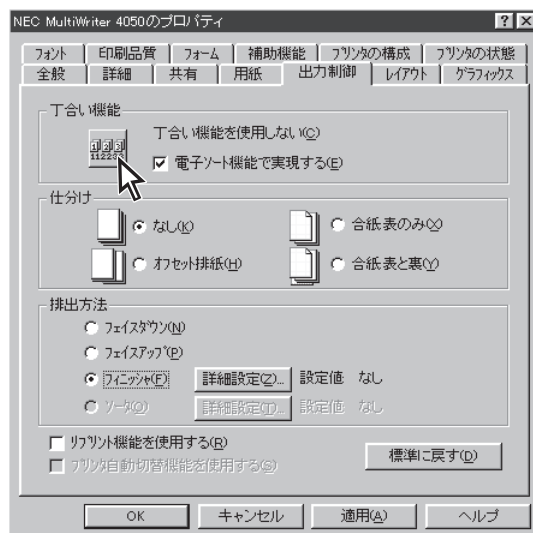 NEC MultiWriter 4050のプロパティ
フォント 印刷品質 フォーム 補助機能 プリンタの構成 プリンタの状態
全般 詳細 共有 用紙 出力制御 レイアウト グラフィックス
丁合い機能
丁合い機能を使用しない(C)
電子ソート機能で実現する(E)
仕分け
なし(K) 合紙表のみ(X)
オフセット排紙(H) 合紙表と裏(Y)
排出方法
フェイスダウン(N)
フェイスアップ(P)
フィニッシャ(F) 詳細設定(Z)... 設定値 なし
ソータ(O) 詳細設定(T)... 設定値 なし
リプリント機能を使用する(R)
プリンタ自動切替機能を使用する(S)
標準に戻す(D)
OK キャンセル 適用(A) ヘルプ